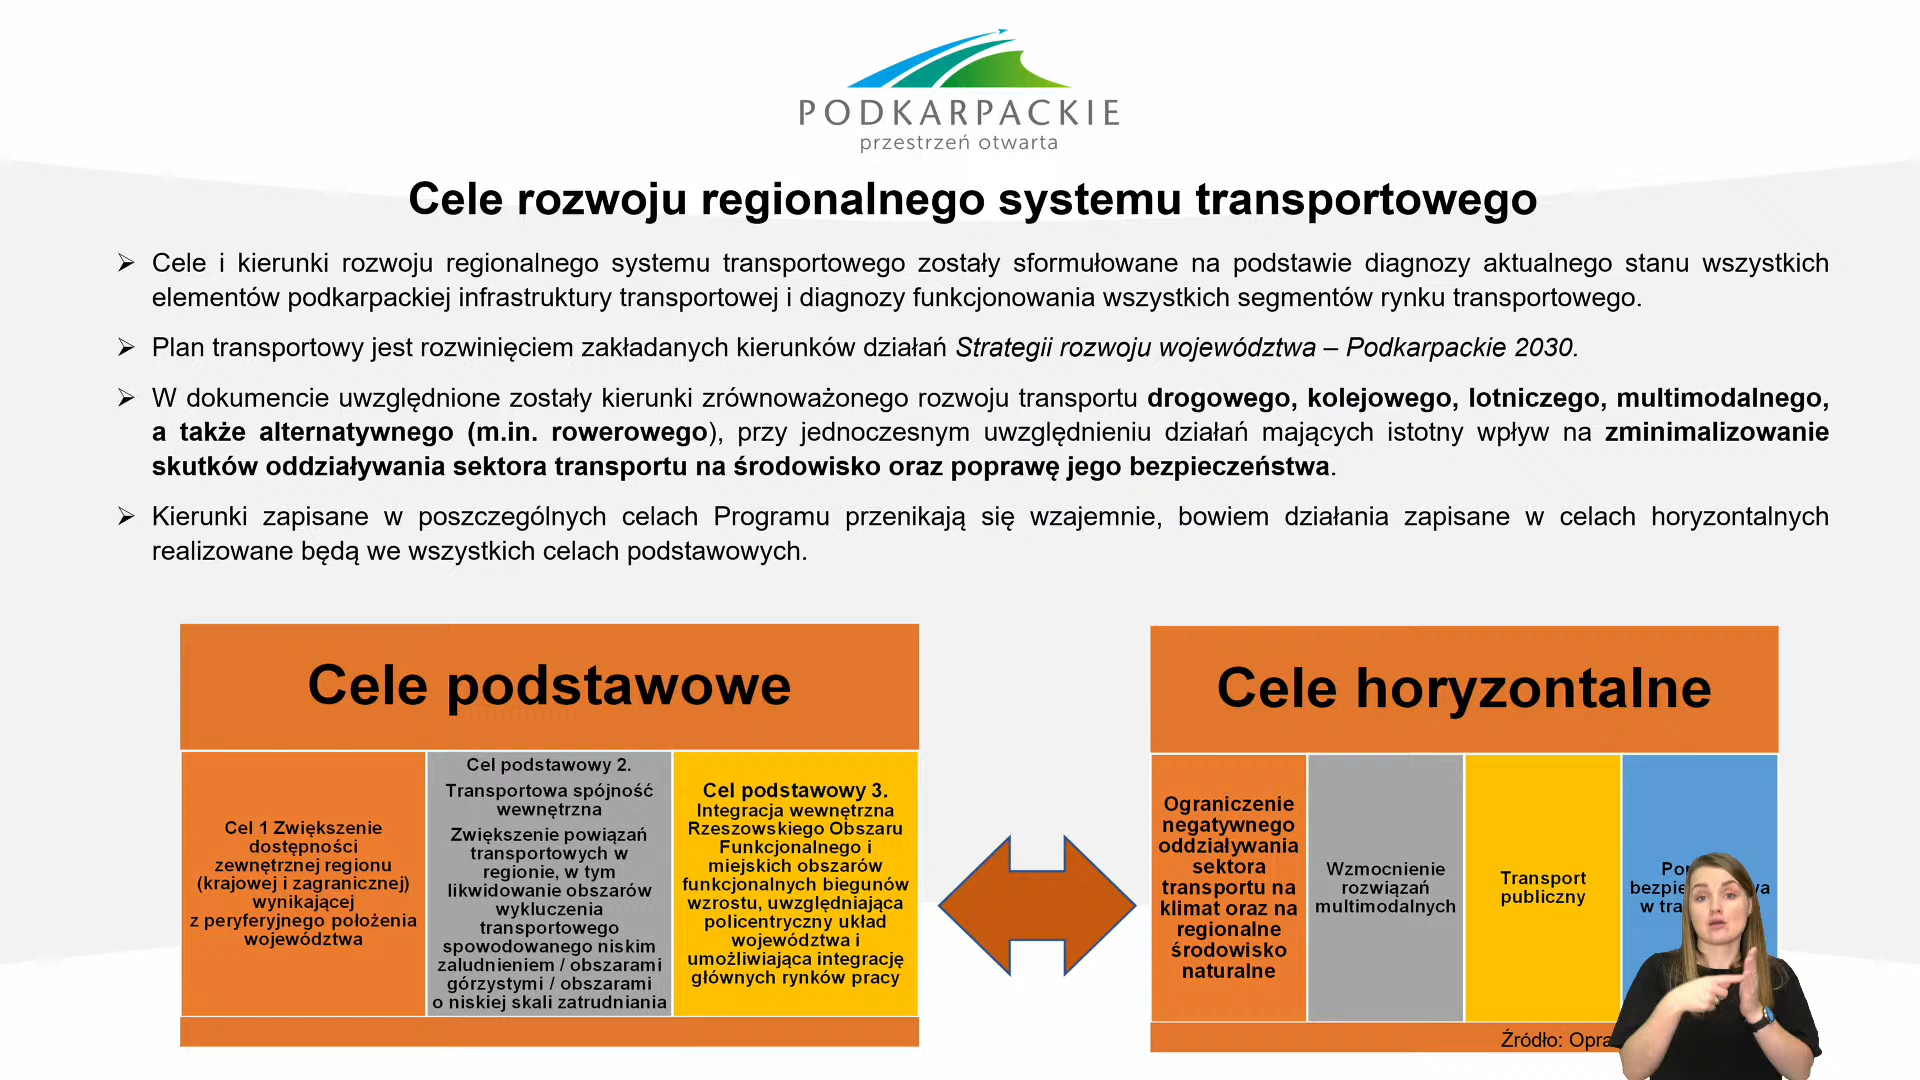 PODKARPACKIE
przestrzeń otwarta
Cele rozwoju regionalnego systemu transportowego
➢ Cele i kierunki rozwoju regionalnego systemu transportowego zostały sformułowane na podstawie diagnozy aktualnego stanu wszystkich
elementów podkarpackiej infrastruktury transportowej i diagnozy funkcjonowania wszystkich segmentów rynku transportowego.
➢ Plan transportowy jest rozwinięciem zakładanych kierunków działań Strategii rozwoju województwa – Podkarpackie 2030.
➢ W dokumencie uwzględnione zostały kierunki zrównoważonego rozwoju transportu drogowego, kolejowego, lotniczego, multimodalnego,
a także alternatywnego (m.in. rowerowego), przy jednoczesnym uwzględnieniu działań mających istotny wpływ na zminimalizowanie
skutków oddziaływania sektora transportu na środowisko oraz poprawę jego bezpieczeństwa.
➢ Kierunki zapisane w poszczególnych celach Programu przenikają się wzajemnie, bowiem działania zapisane w celach horyzontalnych
realizowane będą we wszystkich celach podstawowych.
Cele podstawowe
Cel 1 Zwiększenie
dostępności
zewnętrznej regionu
(krajowej i zagranicznej)
wynikającej
z peryferyjnego położenia
województwa
Cel podstawowy 2.
Transportowa spójność
wewnętrzna
Zwiększenie powiązań
transportowych w
regionie, w tym
likwidowanie obszarów
wykluczenia
transportowego
spowodowanego niskim
zaludnieniem / obszarami
górzystymi / obszarami
o niskiej skali zatrudniania
Cel podstawowy 3.
Integracja wewnętrzna
Rzeszowskiego Obszaru
Funkcjonalnego i
miejskich obszarów
funkcjonalnych biegunów
wzrostu, uwzględniająca
policentryczny układ
województwa i
umożliwiająca integrację
głównych rynków pracy
Cele horyzontalne
Ograniczenie
negatywnego
oddziaływania
sektora
transportu na
klimat oraz na
regionalne
środowisko
naturalne
Wzmocnienie
rozwiązań
multimodalnych
Transport
publiczny
w
Źródło: